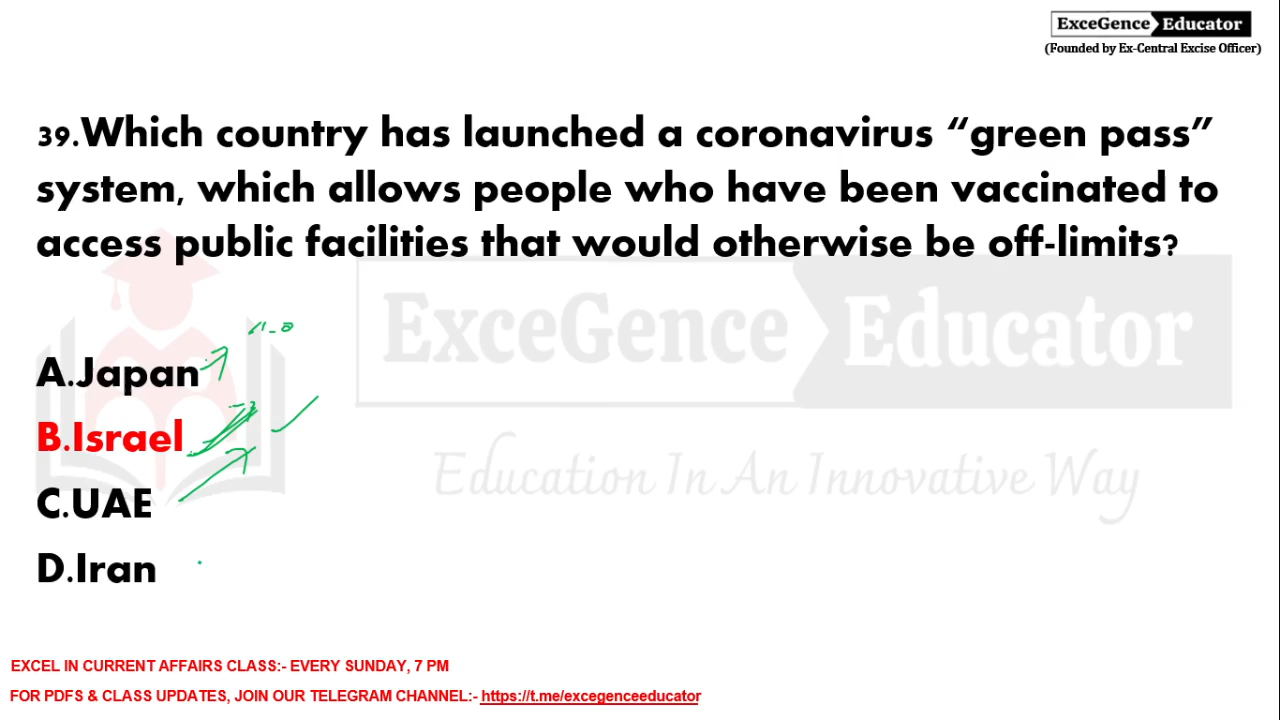 ExceGence Educator
(Founded by Ex-Central Excise Officer)
39.Which country has launched a coronavirus “green pass”
system, which allows people who have been vaccinated to
access public facilities that would otherwise be off-limits?
ExceGence Educator
A.Japan
B.Israel
Education In An Innovative Way
C.UAE
D.Iran
EXCEL IN CURRENT AFFAIRS CLASS:- EVERY SUNDAY, 7 PM
FOR PDFS & CLASS UPDATES, JOIN OUR TELEGRAM CHANNEL:- https://t.me/excegenceeducator